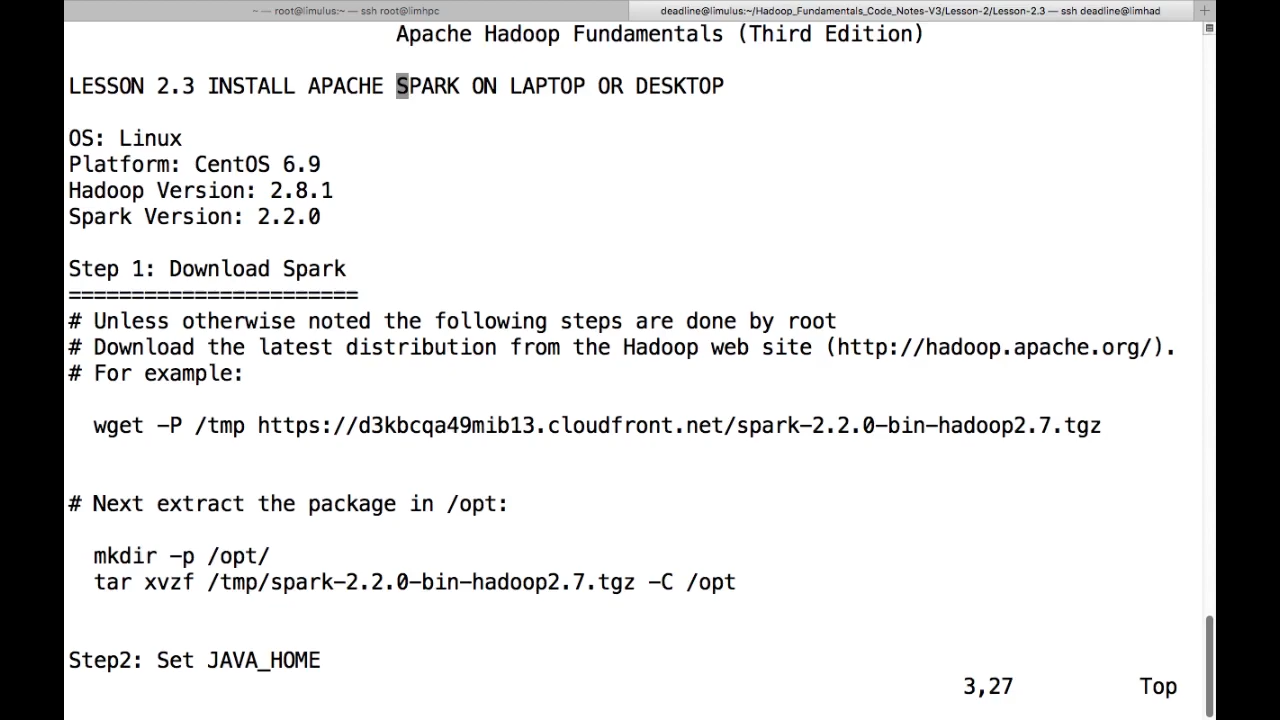 ~ — root@limulus:~ — ssh root@limhpc
deadline@limulus:~/Hadoop_Fundamentals_Code_Notes-V3/Lesson-2/Lesson-2.3 — ssh deadline@limhad
+
Apache Hadoop Fundamentals (Third Edition)
LESSON 2.3 INSTALL APACHE SPARK ON LAPTOP OR DESKTOP
OS: Linux
Platform: CentOS 6.9
Hadoop Version: 2.8.1
Spark Version: 2.2.0
Step 1: Download Spark
=======================
# Unless otherwise noted the following steps are done by root
# Download the latest distribution from the Hadoop web site (http://hadoop.apache.org/).
# For example:
wget -P /tmp https://d3kbcqa49mib13.cloudfront.net/spark-2.2.0-bin-hadoop2.7.tgz
# Next extract the package in /opt:
mkdir -p /opt/
tar xvzf /tmp/spark-2.2.0-bin-hadoop2.7.tgz -C /opt
Step2: Set JAVA_HOME
3,27 Top